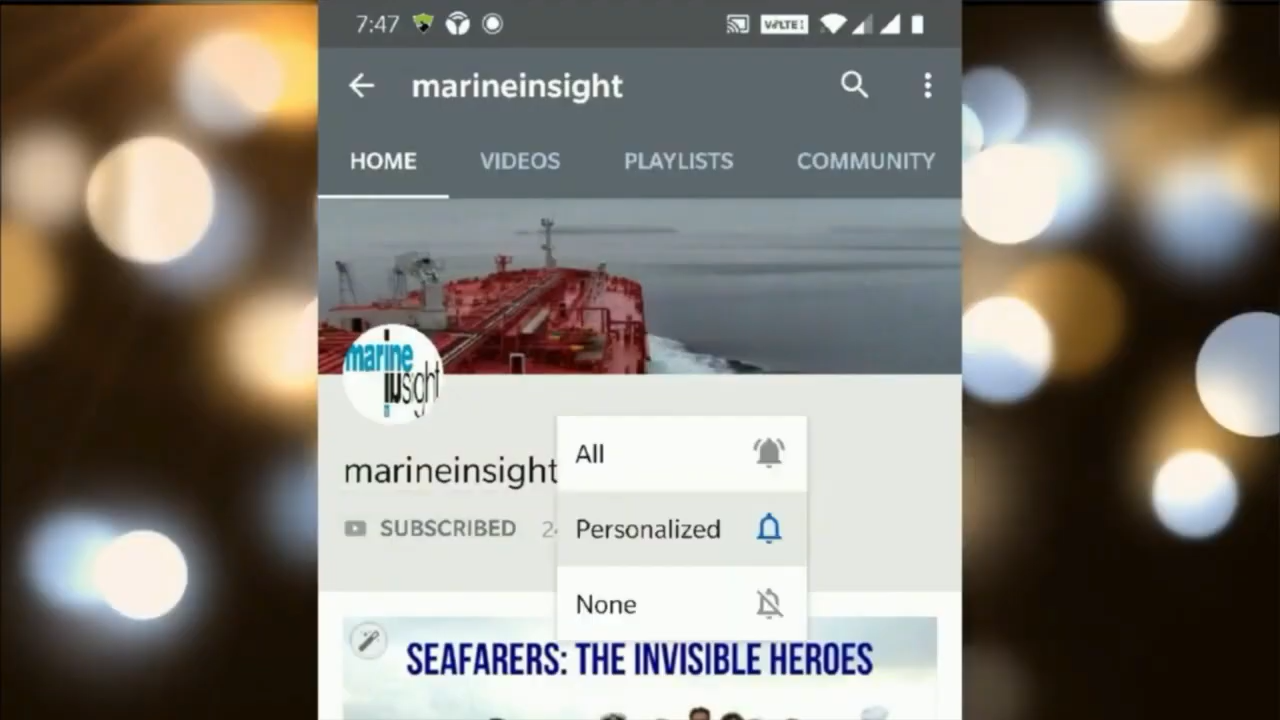 7:47
VoLTE
marineinsight
HOME VIDEOS PLAYLISTS COMMUNITY
marine
insight
All
marineinsight
Personalized
SUBSCRIBED
None
SEAFARERS: THE INVISIBLE HEROES